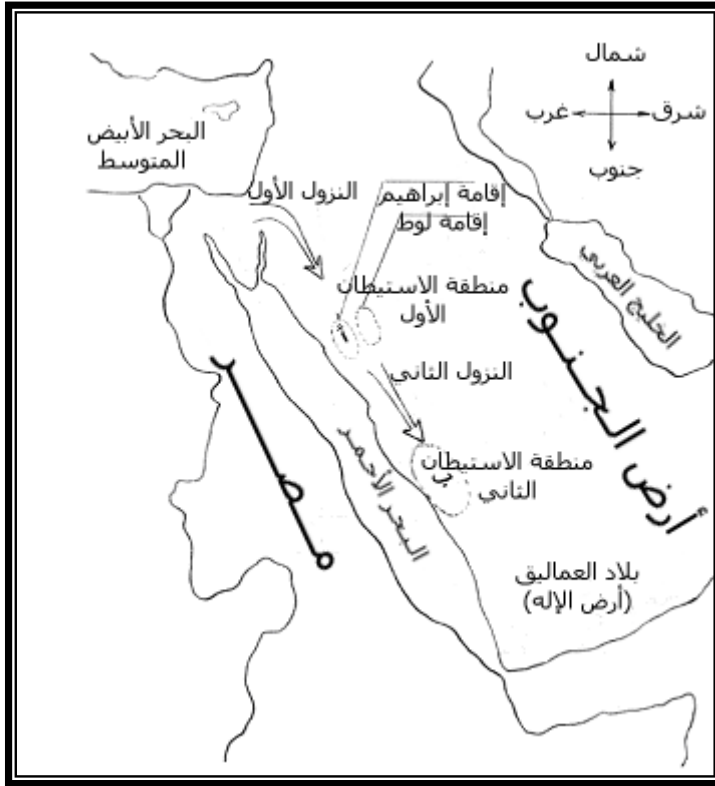 شمال
شرق
غرب
جنوب
البحر الأبيض
المتوسط
النزول الأول
إقامة إبراهيم
إقامة لوط
الخليج العربي
منطقة الاستيطان
الأول
أ
أرض الجنوب
النزول الثاني
مصر
منطقة الاستيطان
الثاني
ب
البحر الأحمر
بلاد العماليق
(أرض الإله)